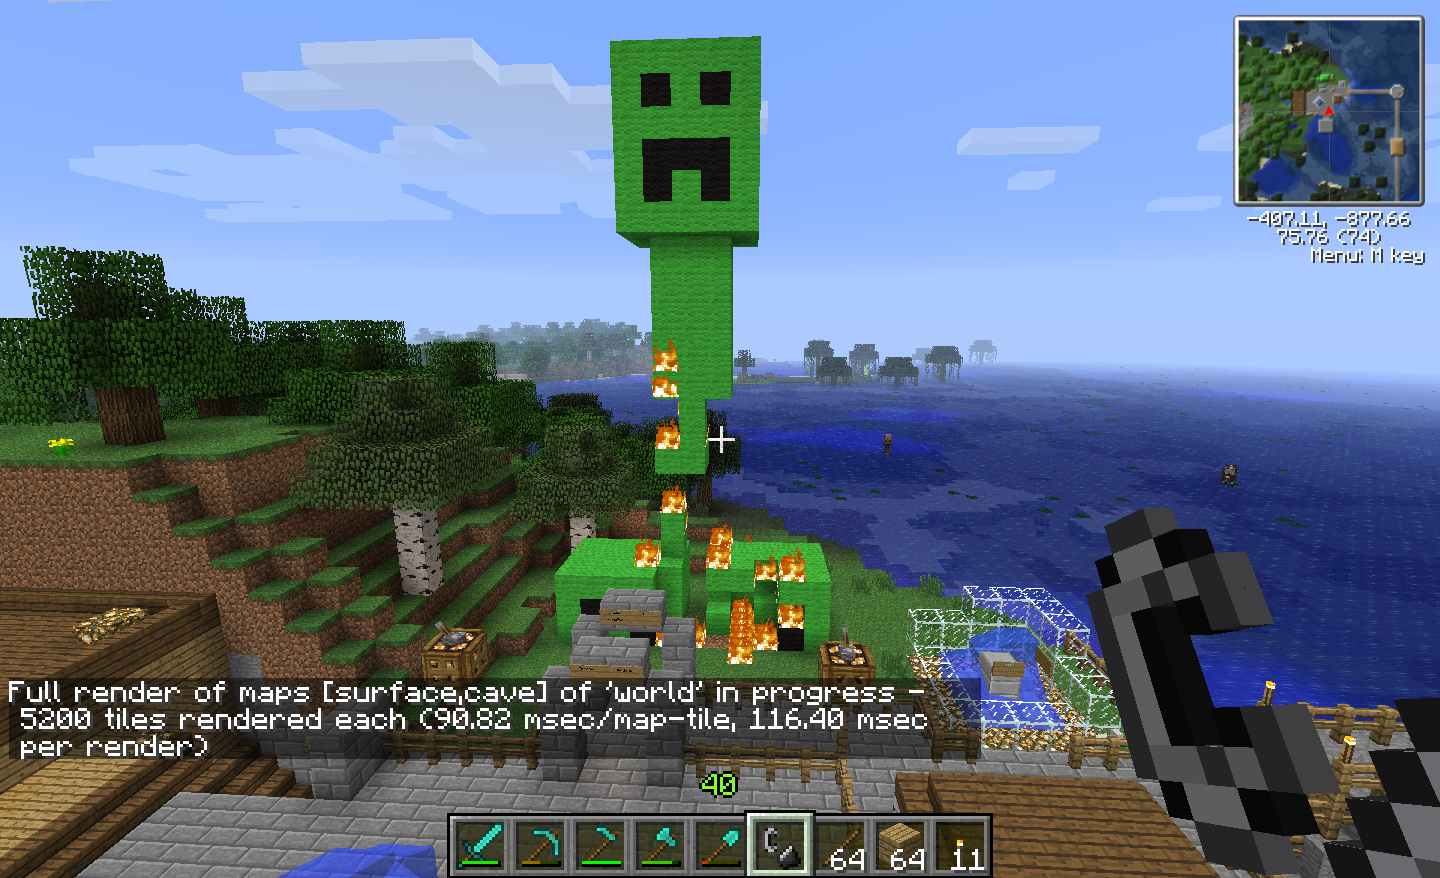 -407.11, -877.66
75.76 (74)
Menu: M key
Full render of maps [surface,cave] of 'world' in progress -
5200 tiles rendered each (90.82 msec/map-tile, 116.40 msec
per render)
40
64
64
11